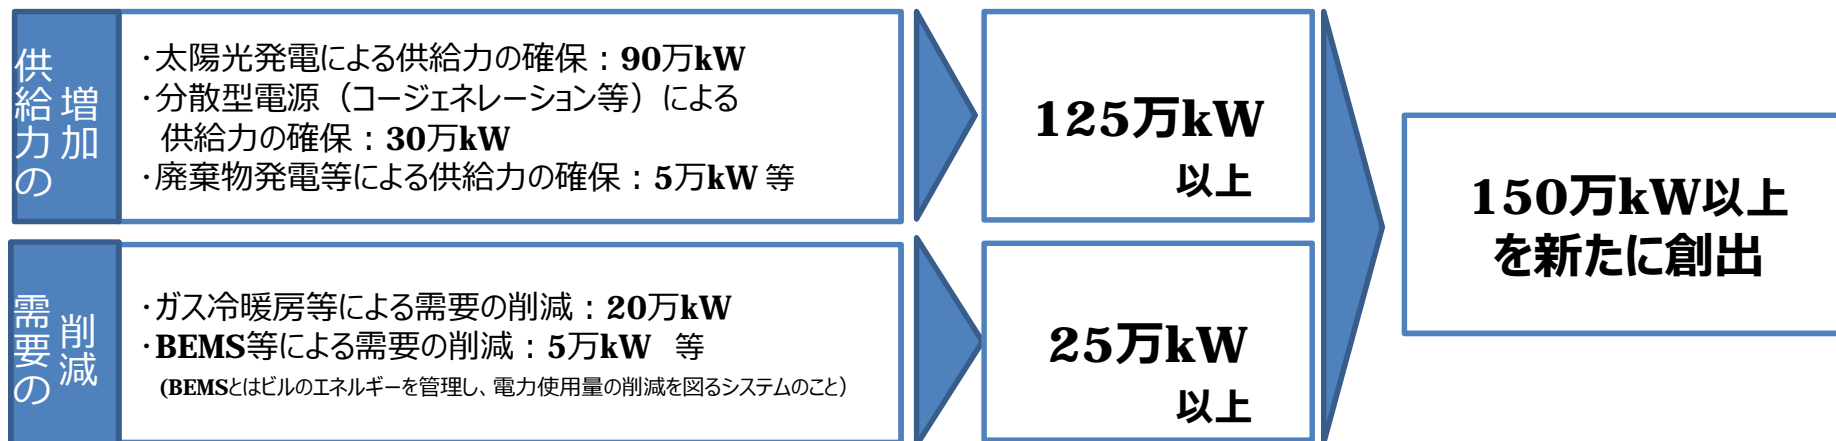 供給力の
増加
・太陽光発電による供給力の確保：90万kW
・分散型電源（コージェネレーション等）による
供給力の確保：30万kW
・廃棄物発電等による供給力の確保：5万kW 等
125万kW
以上
需要の
削減
・ガス冷暖房等による需要の削減：20万kW
・BEMS等による需要の削減：5万kW 等
(BEMSとはビルのエネルギーを管理し、電力使用量の削減を図るシステムのこと）
25万kW
以上
150万kW以上
を新たに創出